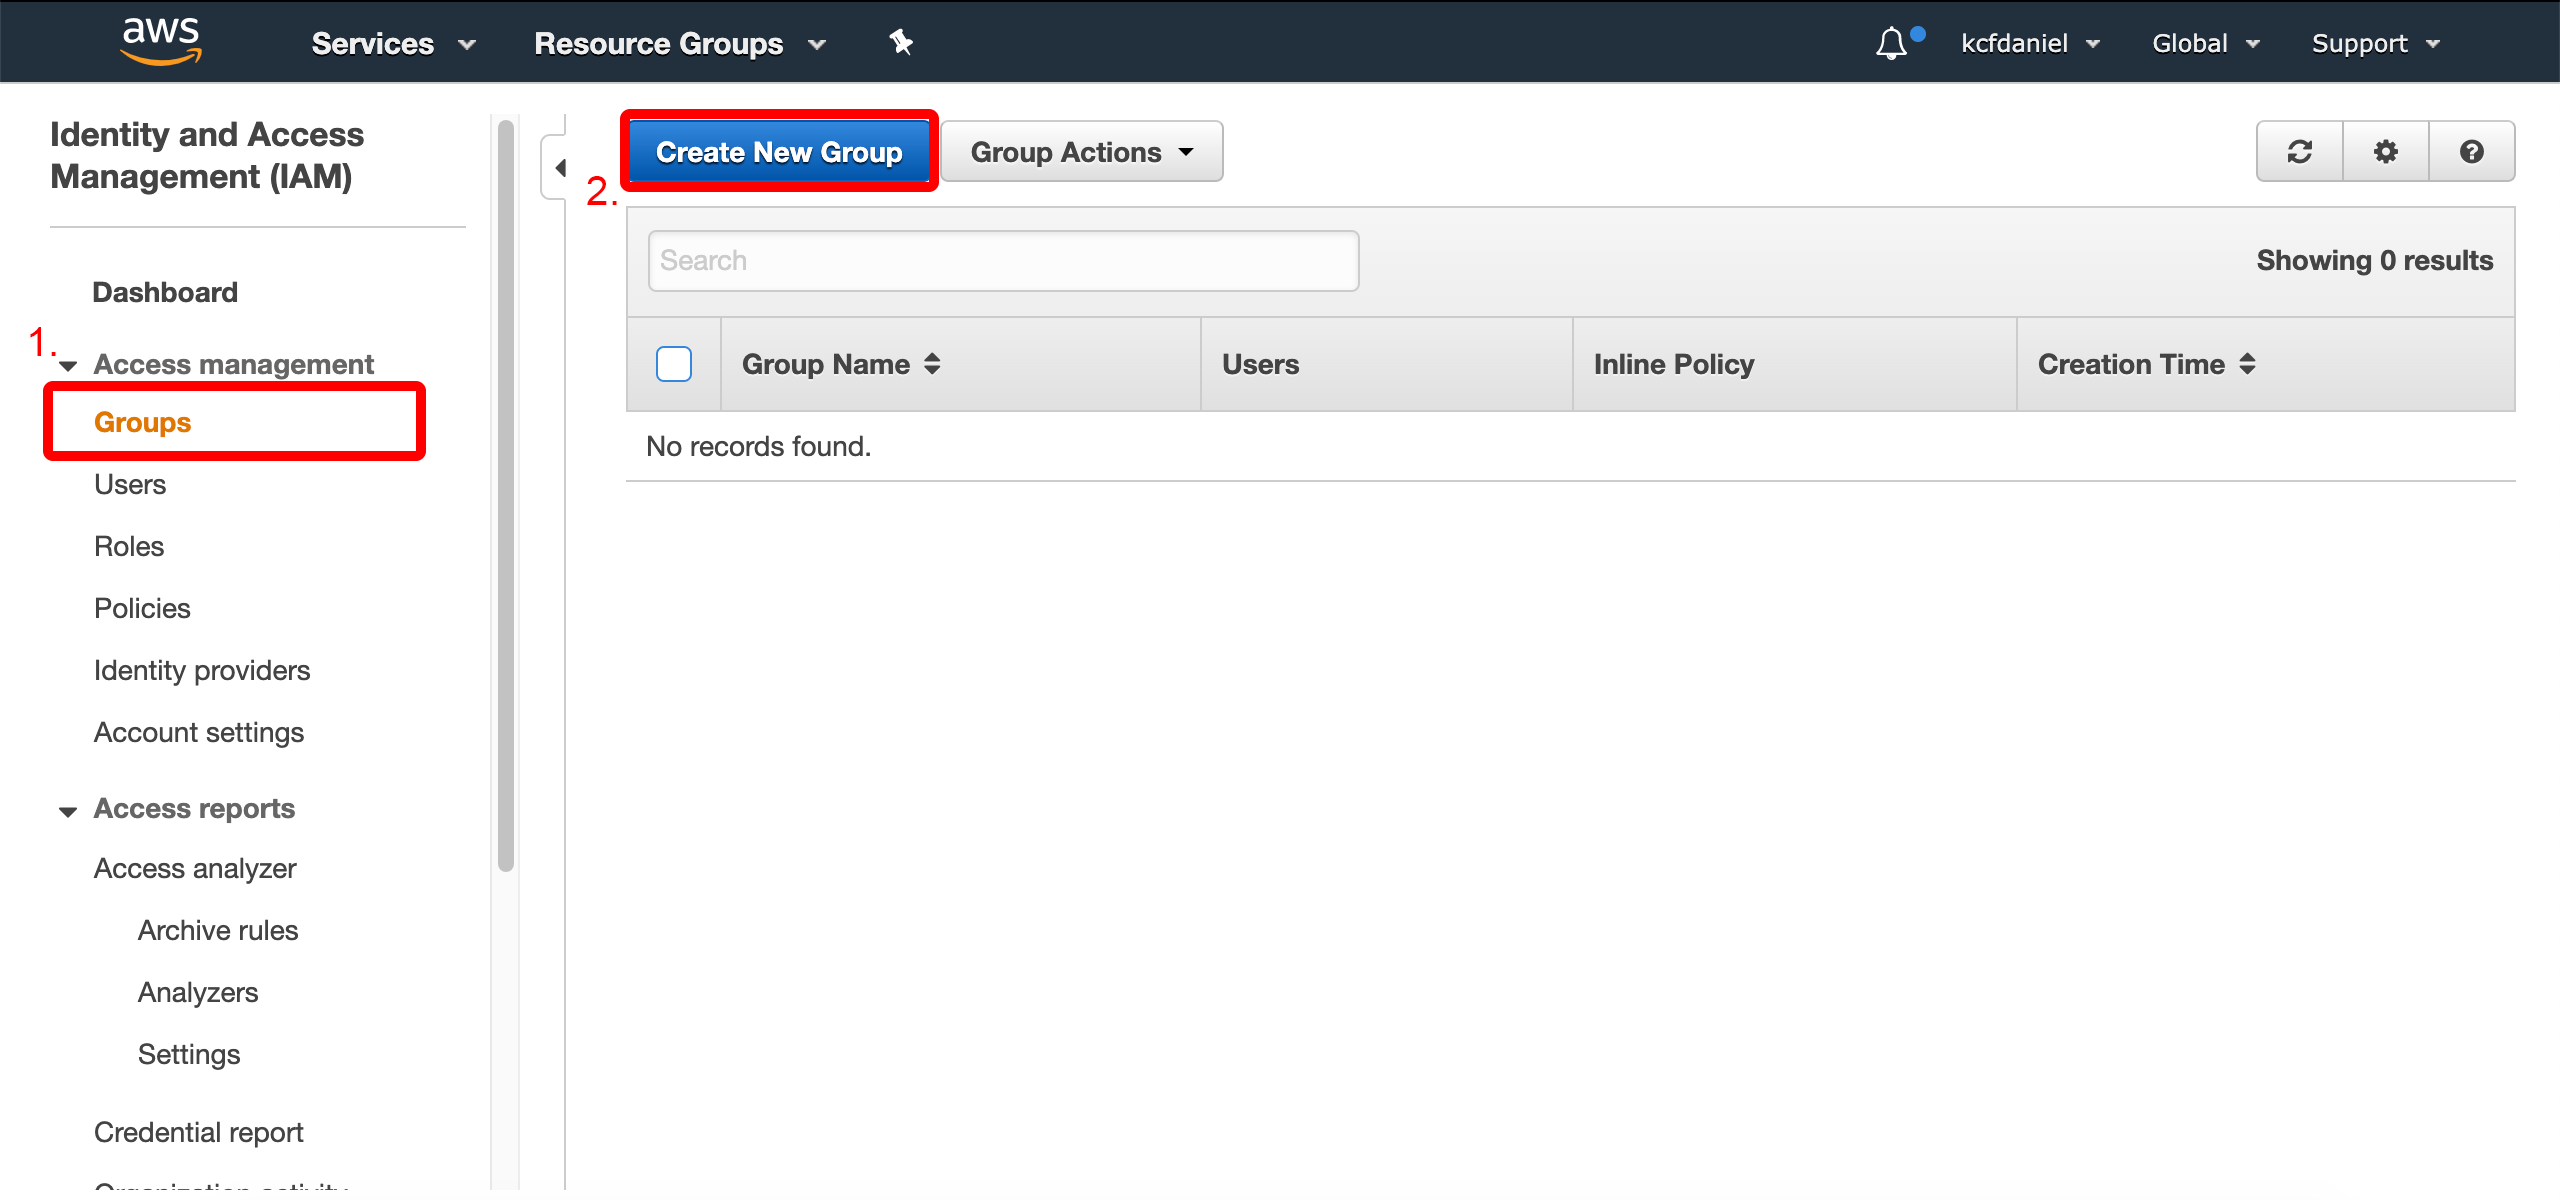 aws
Services
Resource Groups
kcfdaniel
Global
Support
Identity and Access
Management (IAM)
Dashboard
1.
Access management
Groups
Users
Roles
Policies
Identity providers
Account settings
Access reports
Access analyzer
Archive rules
Analyzers
Settings
Credential report
Organization activity
2.
Create New Group
Group Actions
Search
Showing 0 results
Group Name
Users
Inline Policy
Creation Time
No records found.